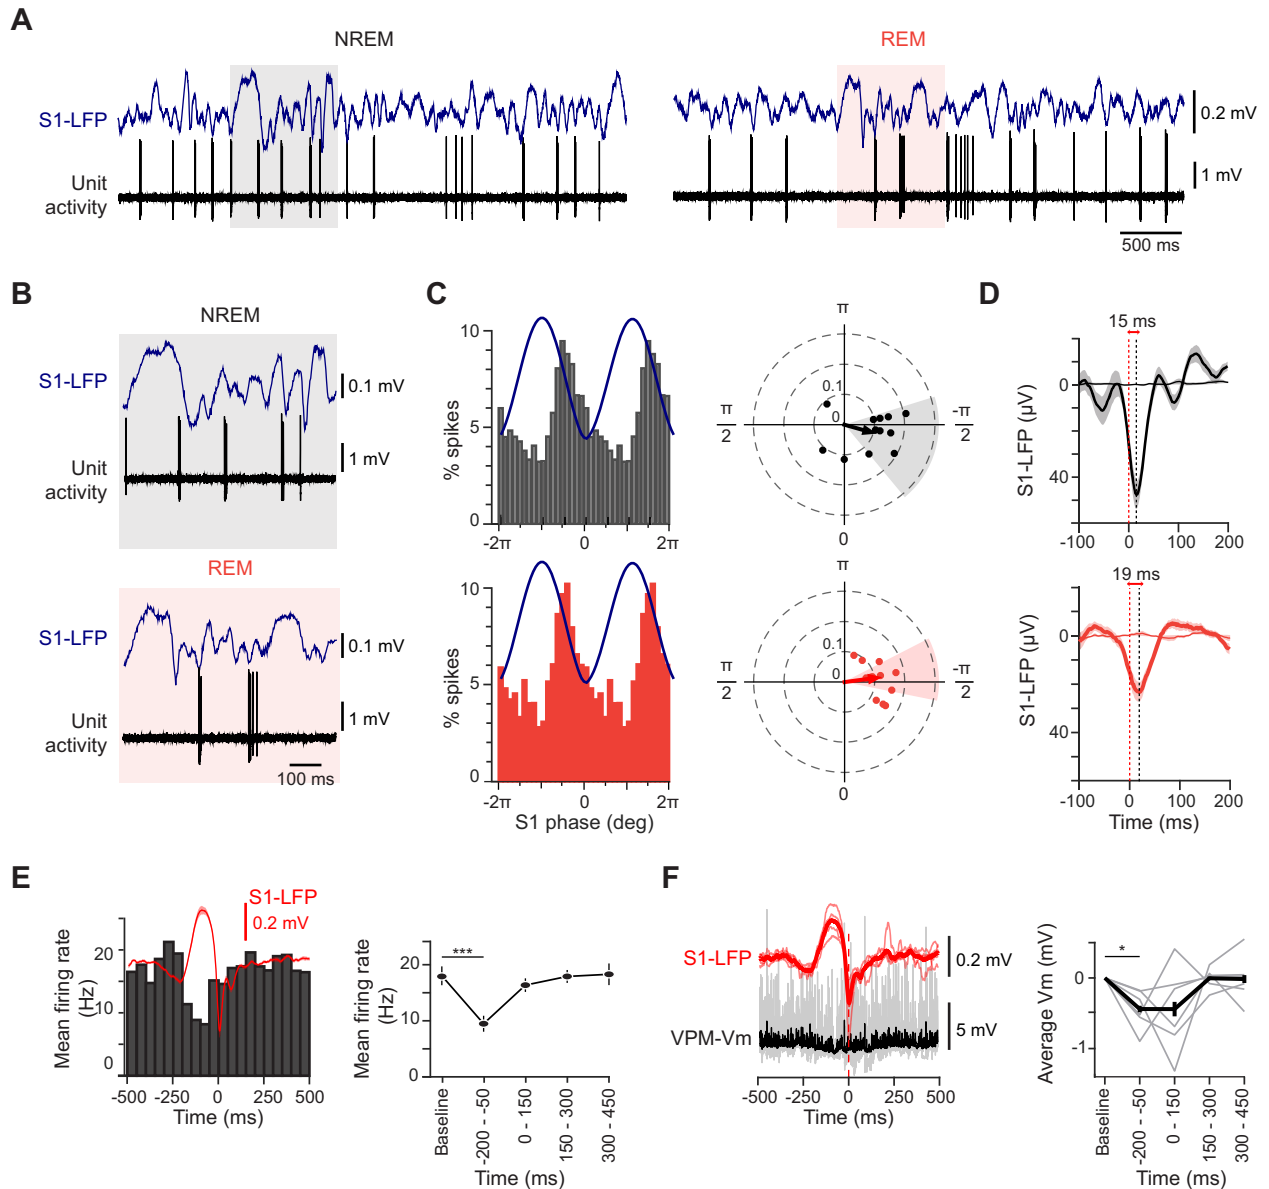 A
NREM
REM
S1-LFP
Unit
activity
0.2 mV
1 mV
500 ms
B
NREM
S1-LFP
0.1 mV
Unit
activity
1 mV
REM
S1-LFP
0.1 mV
Unit
activity
1 mV
100 ms
C
10
5
0
% spikes
-2π
0
2π
π
π
2
-π
2
0.1
0
0
10
5
0
% spikes
-2π
0
2π
S1 phase (deg)
π
π
2
-π
2
0.1
0
0
D
15 ms
0
40
S1-LFP (μV)
-100
0
100
200
19 ms
0
40
S1-LFP (μV)
-100
0
100
200
Time (ms)
E
S1-LFP
0.2 mV
20
10
0
Mean firing rate
(Hz)
-500
-250
0
250
500
Time (ms)
***
20
10
0
Mean firing rate
(Hz)
Baseline
-200 - -50
0 - 150
150 - 300
300 - 450
Time (ms)
F
S1-LFP
0.2 mV
VPM-Vm
5 mV
-500
-250
0
250
500
Time (ms)
*
0
-.5
-1
Average Vm (mV)
Baseline
-200 - -50
0 - 150
150 - 300
300 - 450
Time (ms)